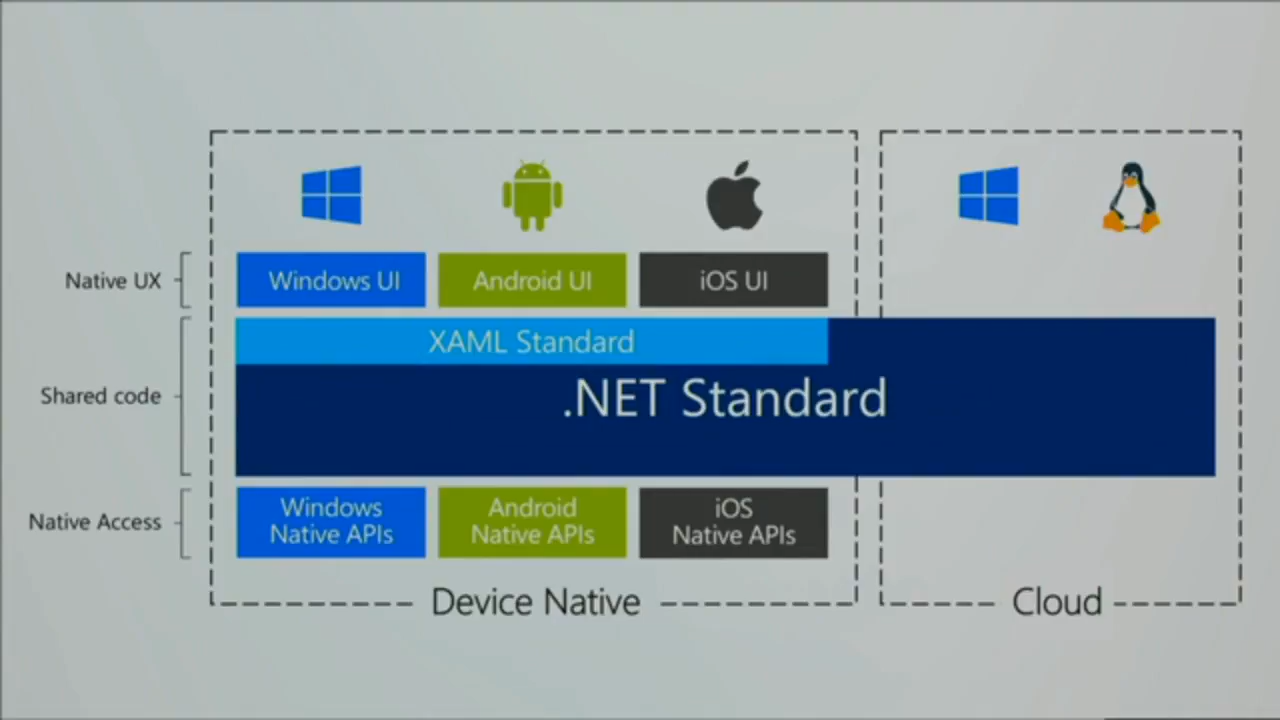 Native UX
Windows UI
Android UI
iOS UI
XAML Standard
Shared code
.NET Standard
Native Access
Windows
Native APIs
Android
Native APIs
iOS
Native APIs
Device Native
Cloud